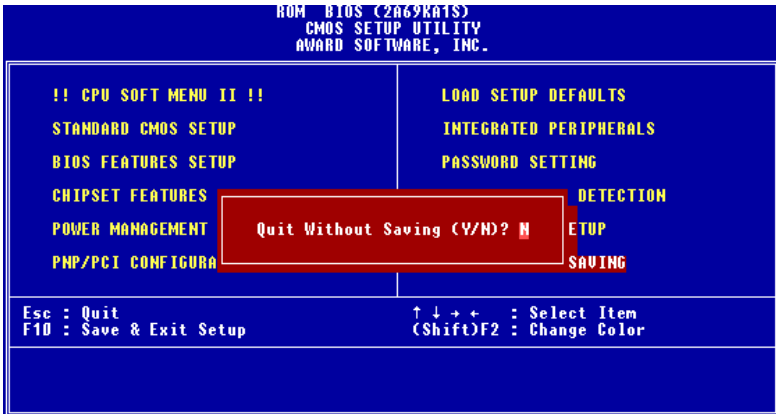 ROM BIOS (2A69KA1S)
CMOS SETUP UTILITY
AWARD SOFTWARE, INC.
!! CPU SOFT MENU II !!
STANDARD CMOS SETUP
BIOS FEATURES SETUP
CHIPSET FEATURES
POWER MANAGEMENT
PNP/PCI CONFIGURA
LOAD SETUP DEFAULTS
INTEGRATED PERIPHERALS
PASSWORD SETTING
DETECTION
ETUP
SAVING
Quit Without Saving (Y/N)? N
Esc : Quit
F10 : Save & Exit Setup
↑ ↓ → ← : Select Item
(Shift)F2 : Change Color